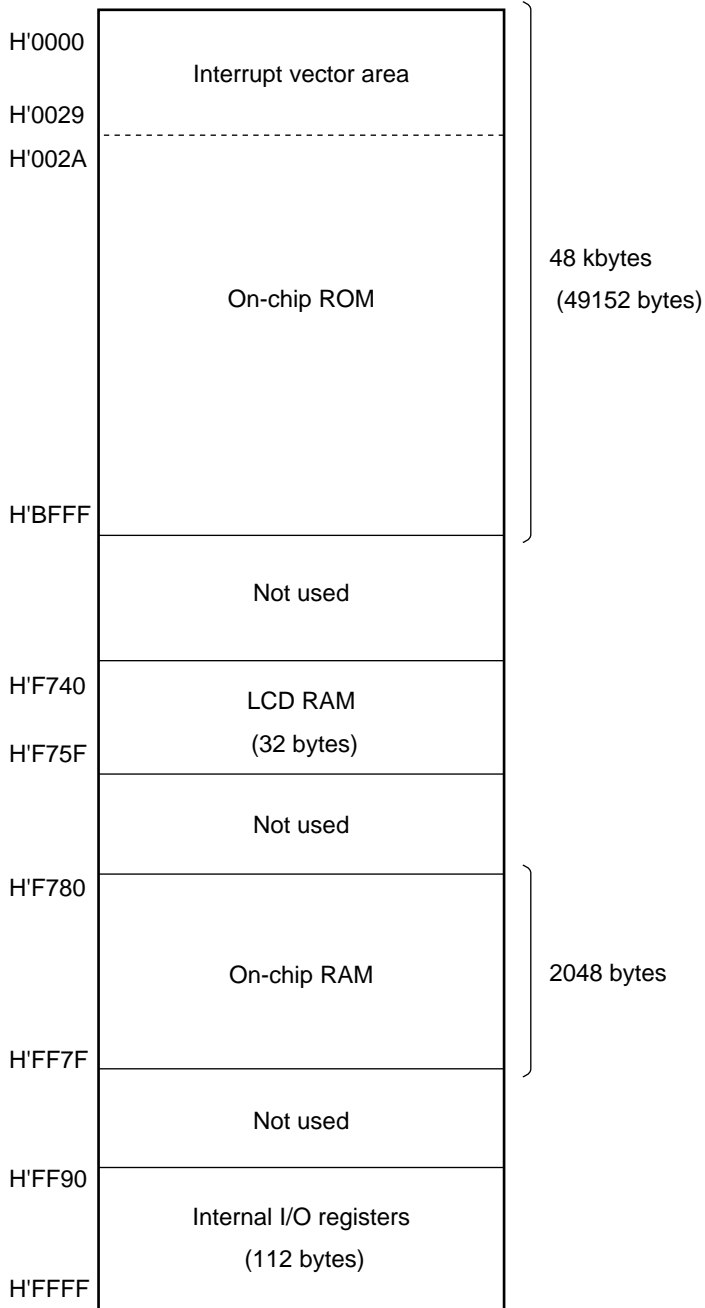 H'0000
Interrupt vector area
H'0029
H'002A
48 kbytes
(49152 bytes)
On-chip ROM
H'BFFF
Not used
H'F740
LCD RAM
(32 bytes)
H'F75F
Not used
H'F780
On-chip RAM
2048 bytes
H'FF7F
Not used
H'FF90
Internal I/O registers
(112 bytes)
H'FFFF